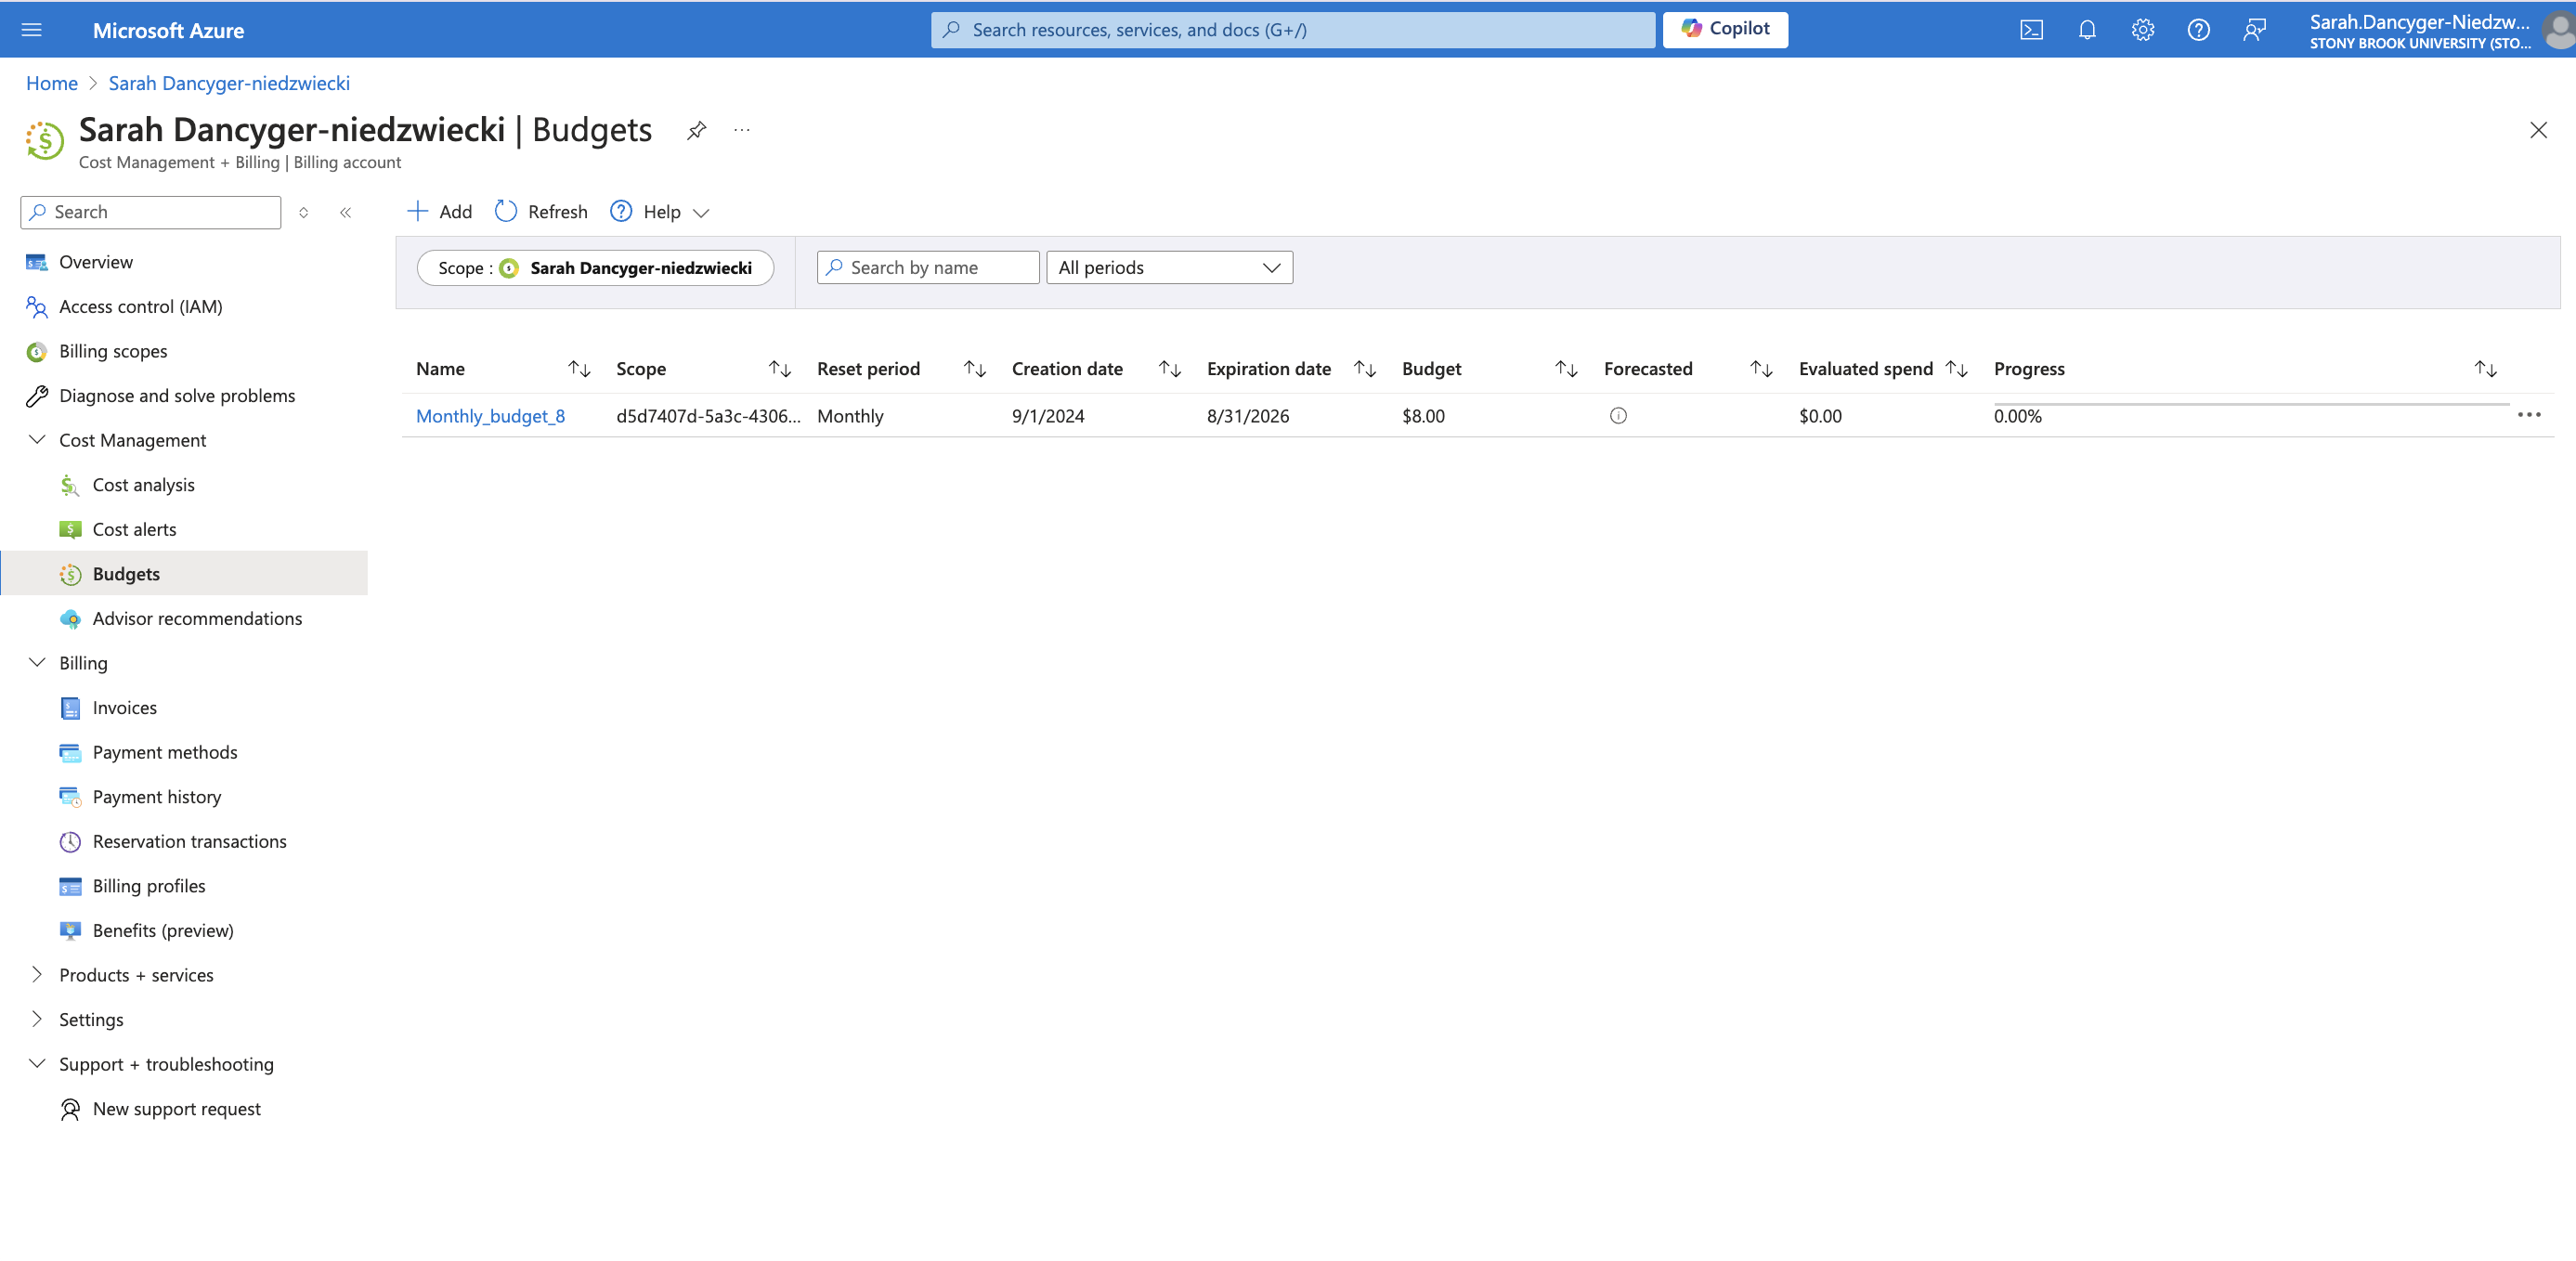 Microsoft Azure
Search resources, services, and docs (G+/)
Copilot
Sarah.Dancyger-Niedzw...
STONY BROOK UNIVERSITY (STO...
Home > Sarah Dancyger-niedzwiecki
Sarah Dancyger-niedzwiecki | Budgets
...
Cost Management + Billing | Billing account
Search
Add
Refresh
Help
Overview
Access control (IAM)
Billing scopes
Diagnose and solve problems
Cost Management
Cost analysis
Cost alerts
Budgets
Advisor recommendations
Billing
Invoices
Payment methods
Payment history
Reservation transactions
Billing profiles
Benefits (preview)
Products + services
Settings
Support + troubleshooting
New support request
Scope : Sarah Dancyger-niedzwiecki
Search by name
All periods
Name Scope Reset period Creation date Expiration date Budget Forecasted Evaluated spend Progress
Monthly_budget_8 d5d7407d-5a3c-4306... Monthly 9/1/2024 8/31/2026 $8.00 $0.00 0.00%